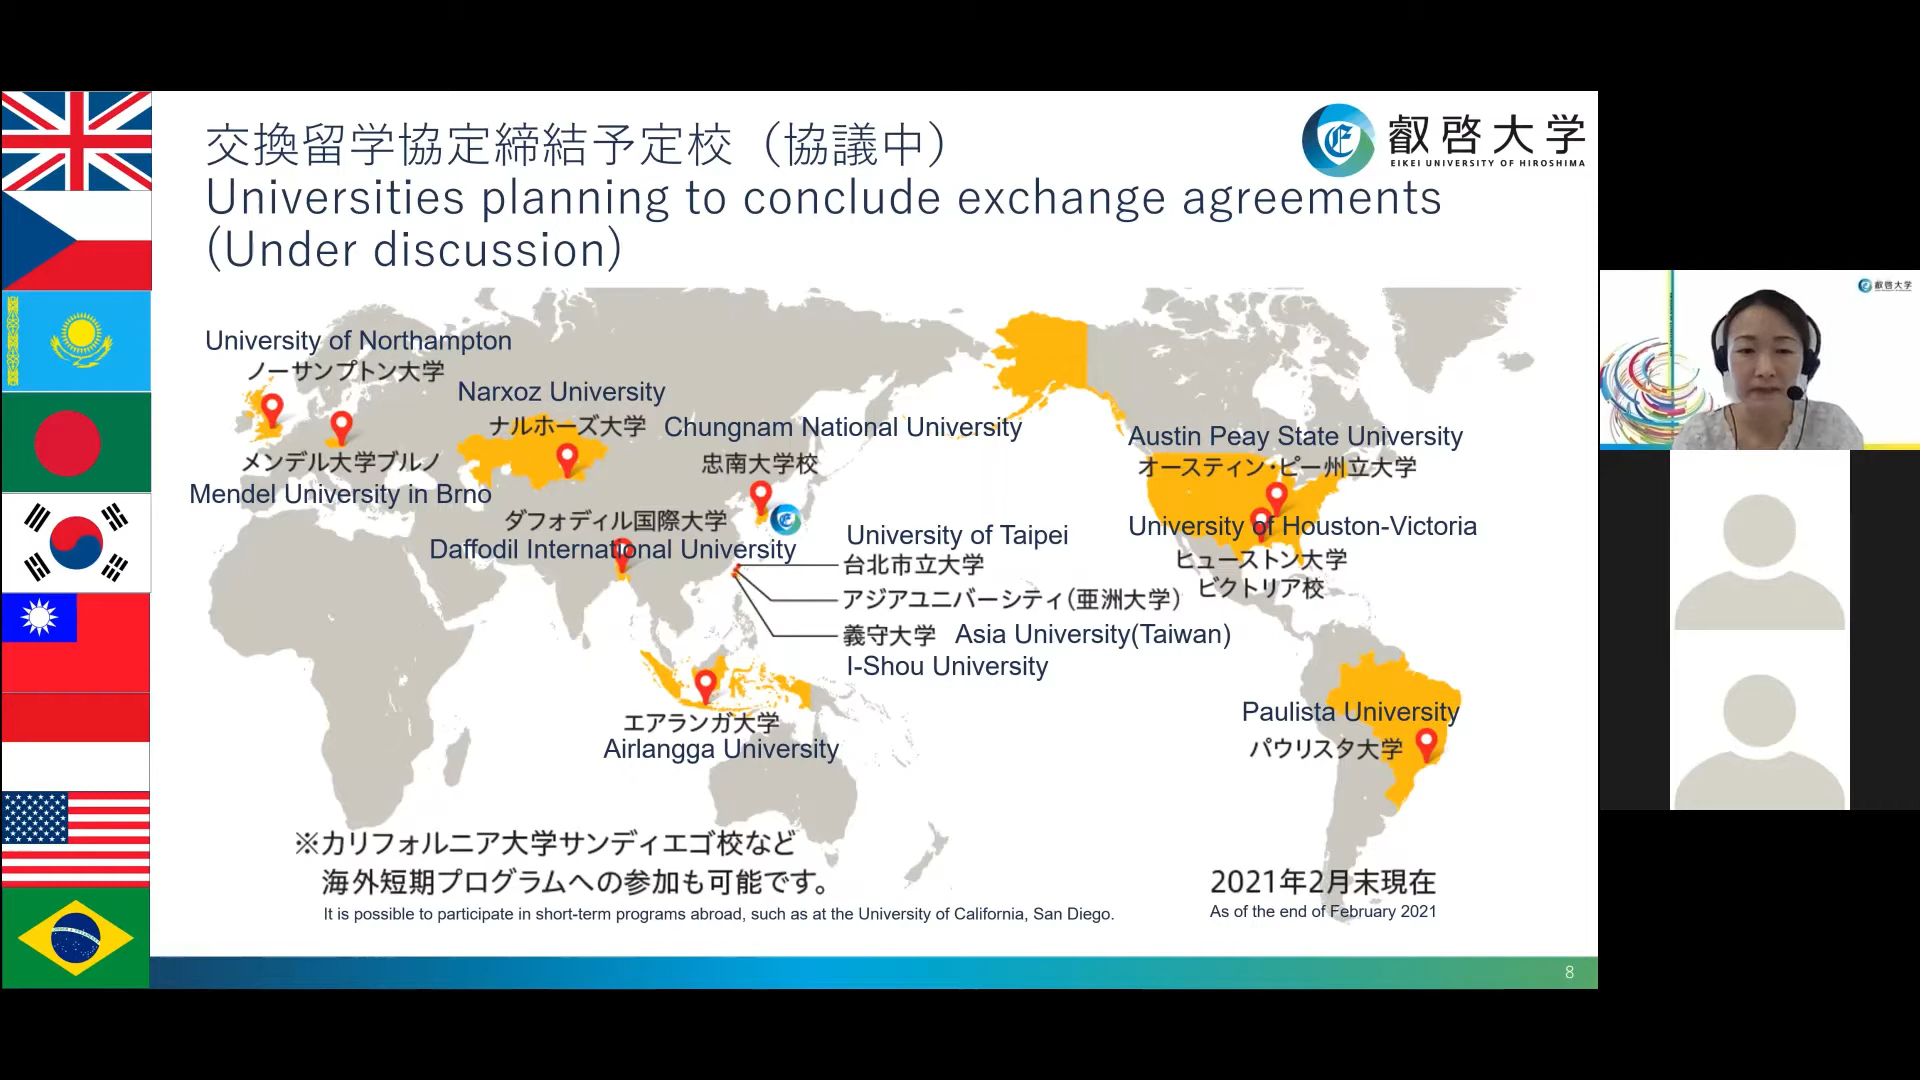 交換留学協定締結予定校（協議中）
Universities planning to conclude exchange agreements
(Under discussion)
叡啓大学
EIKEI UNIVERSITY OF HIROSHIMA
叡啓大学
University of Northampton
ノーサンプトン大学
Narxoz University
ナルホーズ大学
Chungnam National University
忠南大学校
メンデル大学ブルノ
Mendel University in Brno
ダフォディル国際大学
Daffodil International University
Austin Peay State University
オースティン・ピー州立大学
University of Houston-Victoria
ヒューストン大学
ビクトリア校
University of Taipei
台北市立大学
アジアユニバーシティ（亜洲大学）
義守大学 Asia University(Taiwan)
I-Shou University
エアランガ大学
Airlangga University
Paulista University
パウリスタ大学
※カリフォルニア大学サンディエゴ校など
海外短期プログラムへの参加も可能です。
It is possible to participate in short-term programs abroad, such as at the University of California, San Diego.
2021年2月末現在
As of the end of February 2021
8